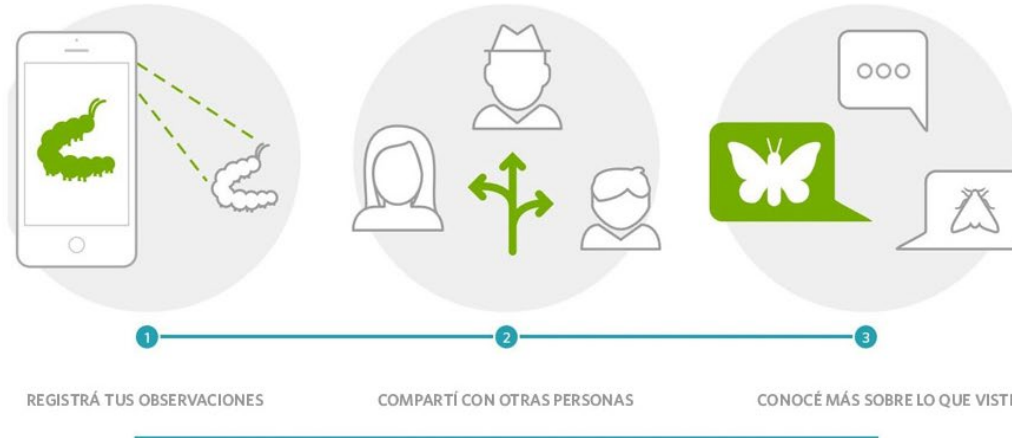 1
2
3
REGISTRÁ TUS OBSERVACIONES
COMPARTÍ CON OTRAS PERSONAS
CONOCÉ MÁS SOBRE LO QUE